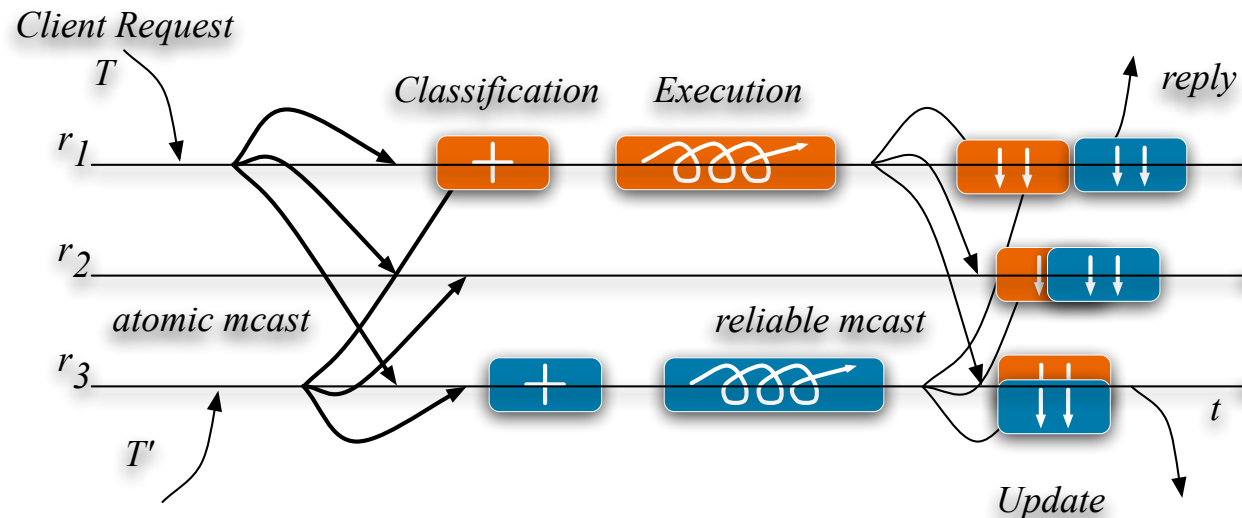 Client Request
T
Classification
Execution
reply
r1
r2
atomic mcast
reliable mcast
r3
t
T'
Update